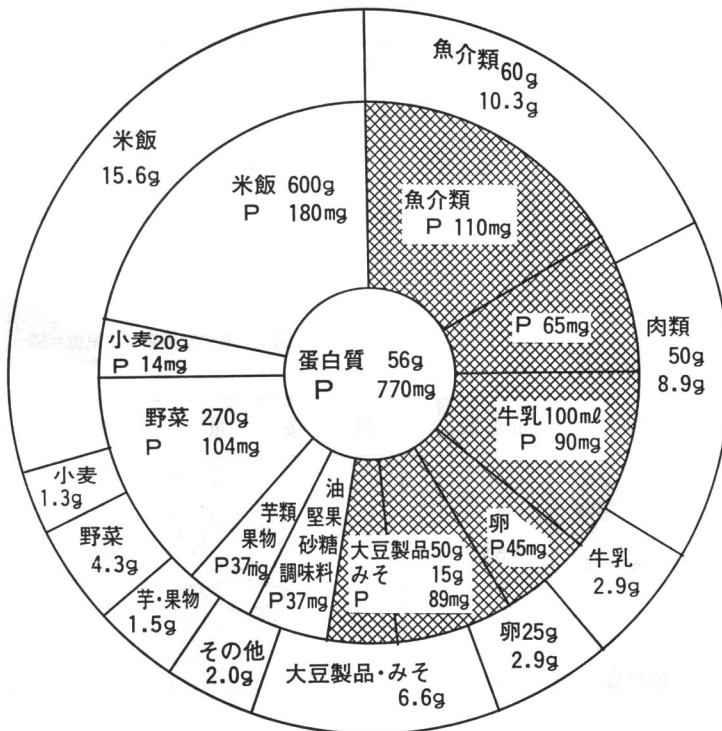 魚介類60g
10.3g
米飯
15.6g
米飯 600g
P 180mg
魚介類
P 110mg
P 65mg
肉類
50g
8.9g
小麦20g
P 14mg
蛋白質 56g
P 770mg
牛乳100mℓ
P 90mg
野菜 270g
P 104mg
卵
P45mg
芋類
果物
P37mg
油
堅果
砂糖
調味料
P37mg
大豆製品50g
みそ 15g
P 89mg
小麦
1.3g
野菜
4.3g
芋・果物
1.5g
その他
2.0g
大豆製品・みそ
6.6g
卵25g
2.9g
牛乳
2.9g